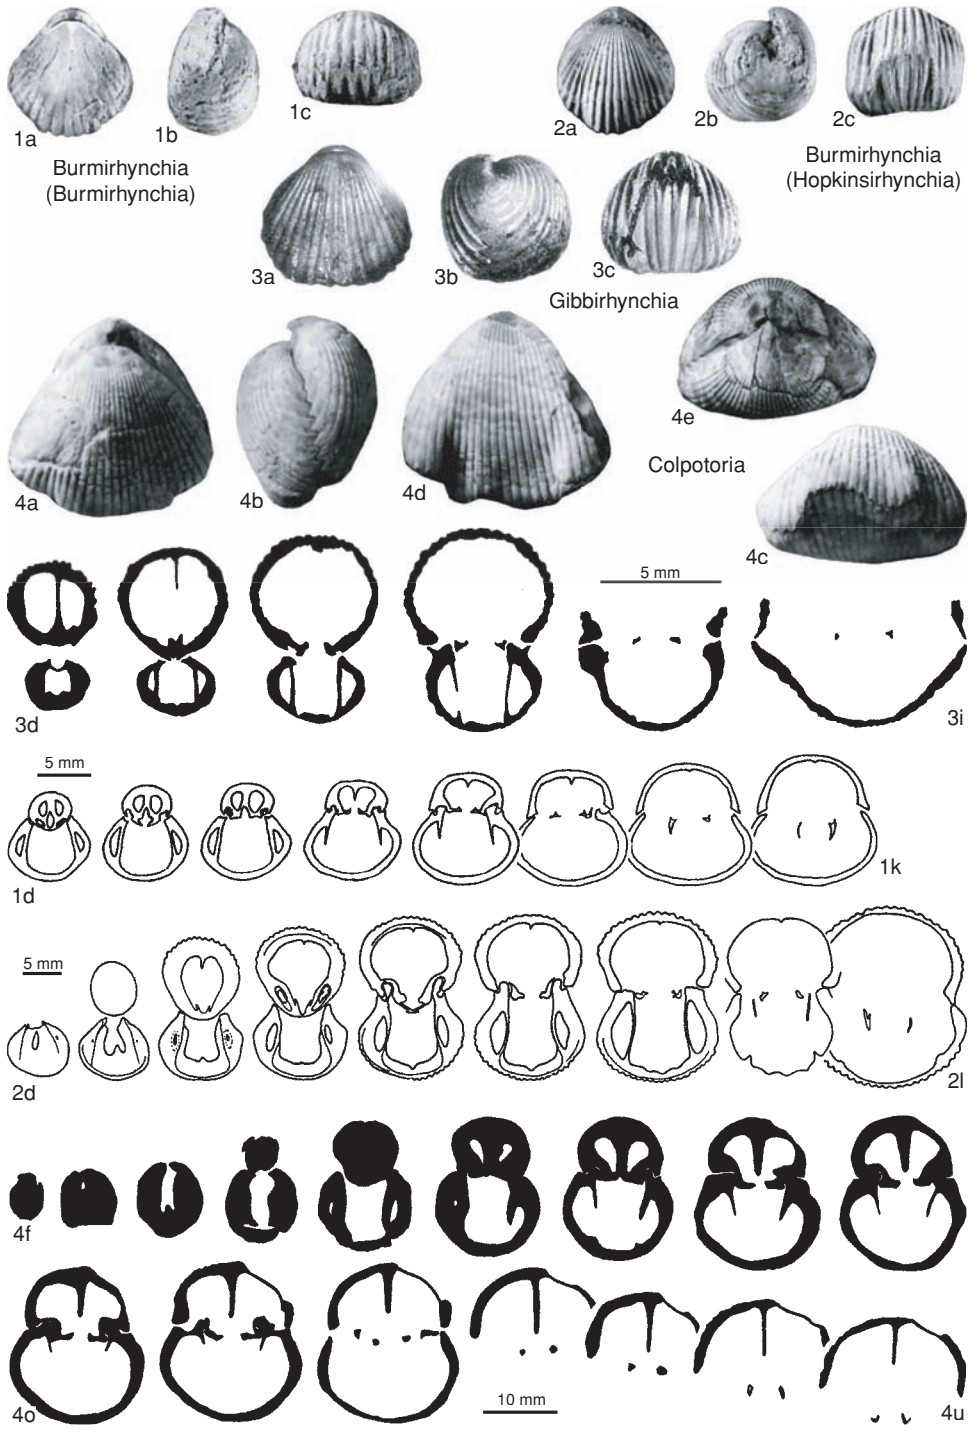 1a
1b
1c
2a
2b
2c
Burmirhynchia
(Burmirhynchia)
Burmirhynchia
(Hopkinsirhynchia)
3a
3b
3c
Gibbirhynchia
4a
4b
4d
4e
Colpotoria
4c
5 mm
3d
3i
5 mm
1d
1k
5 mm
2d
2l
4f
4o
10 mm
4u